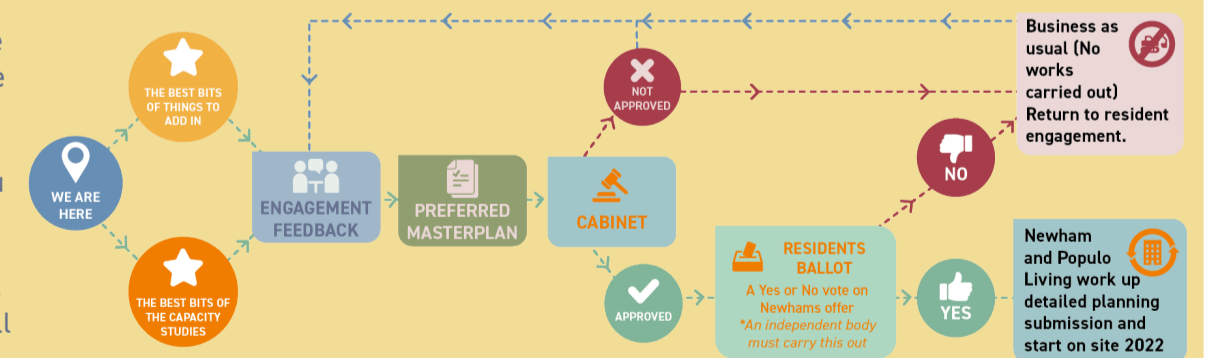 WE ARE
HERE
THE BEST BITS
OF THINGS TO
ADD IN
THE BEST BITS OF
THE CAPACITY
STUDIES
ENGAGEMENT
FEEDBACK
PREFERRED
MASTERPLAN
CABINET
NOT
APPROVED
APPROVED
RESIDENTS
BALLOT
A Yes or No vote on
Newhams offer
*An independent body
must carry this out
NO
YES
Business as
usual (No
works
carried out)
Return to resident
engagement.
Newham
and Populo
Living work up
detailed planning
submission and
start on site 2022